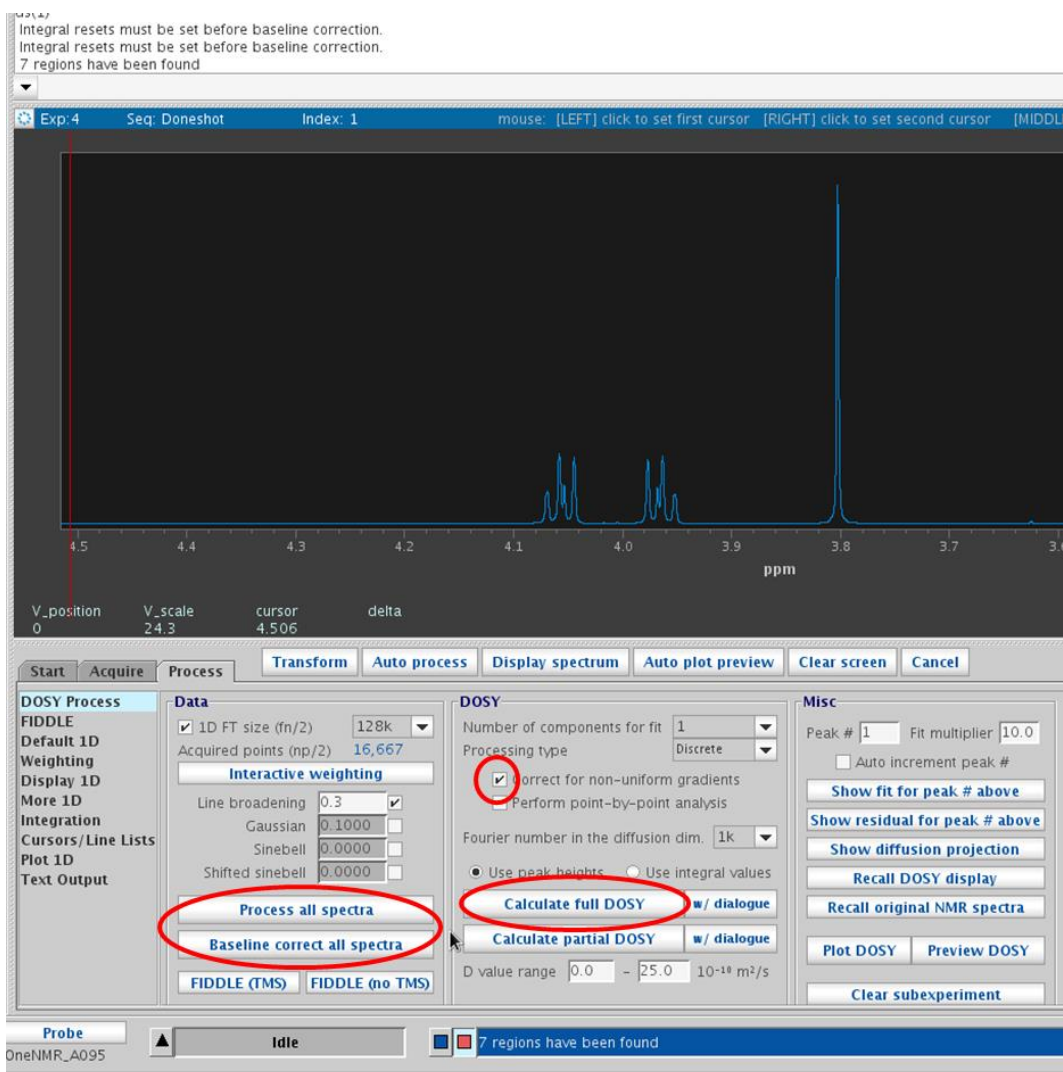 ds(1)
Integral resets must be set before baseline correction.
Integral resets must be set before baseline correction.
7 regions have been found
Exp:4 Seq: Doneshot Index: 1 mouse: [LEFT] click to set first cursor [RIGHT] click to set second cursor [MIDDL
4.5 4.4 4.3 4.2 4.1 4.0 3.9 3.8 3.7 3.6
ppm
V_position V_scale cursor delta
0 24.3 4.506
Start Acquire Process Transform Auto process Display spectrum Auto plot preview Clear screen Cancel
DOSY Process
FIDDLE
Default 1D
Weighting
Display 1D
More 1D
Integration
Cursors/Line Lists
Plot 1D
Text Output
Data
1D FT size (fn/2) 128k
Acquired points (np/2) 16,667
Interactive weighting
Line broadening 0.3
Gaussian 0.1000
Sinebell 0.0000
Shifted sinebell 0.0000
Process all spectra
Baseline correct all spectra
FIDDLE (TMS) FIDDLE (no TMS)
DOSY
Number of components for fit 1
Processing type Discrete
Correct for non-uniform gradients
Perform point-by-point analysis
Fourier number in the diffusion dim. 1k
Use peak heights Use integral values
Calculate full DOSY w/ dialogue
Calculate partial DOSY w/ dialogue
D value range 0.0 - 25.0 10⁻¹⁰ m²/s
Misc
Peak # 1 Fit multiplier 10.0
Auto increment peak #
Show fit for peak # above
Show residual for peak # above
Show diffusion projection
Recall DOSY display
Recall original NMR spectra
Plot DOSY Preview DOSY
Clear subexperiment
Probe Idle 7 regions have been found
OneNMR_A095